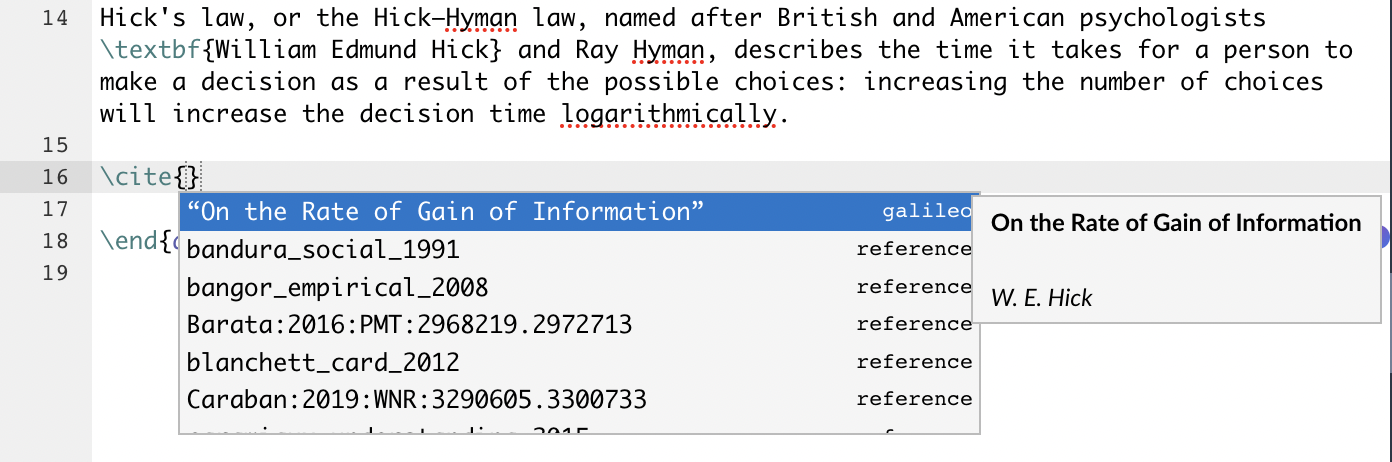 14 Hick's law, or the Hick–Hyman law, named after British and American psychologists
\textbf{William Edmund Hick} and Ray Hyman, describes the time it takes for a person to
make a decision as a result of the possible choices: increasing the number of choices
will increase the decision time logarithmically.
15
16 \cite{}
“On the Rate of Gain of Information” galileo
On the Rate of Gain of Information
W. E. Hick
17
bandura_social_1991 reference
18 \end{
bangor_empirical_2008 reference
19
Barata:2016:PMT:2968219.2972713 reference
blanchett_card_2012 reference
Caraban:2019:WNR:3290605.3300733 reference